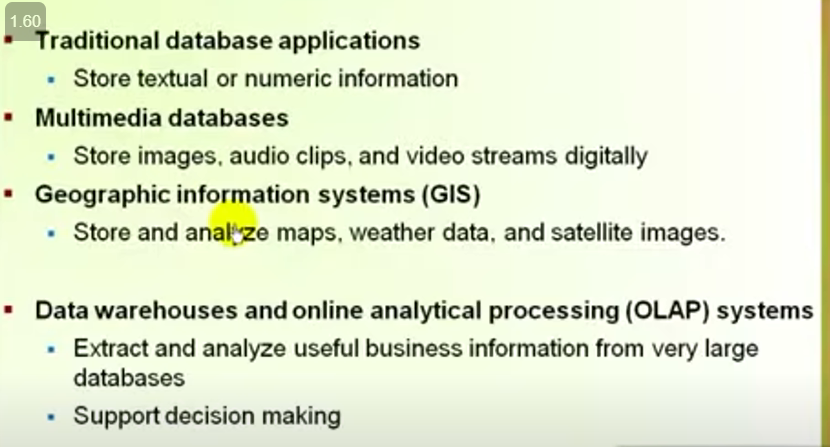 1.60
Traditional database applications
Store textual or numeric information
Multimedia databases
Store images, audio clips, and video streams digitally
Geographic information systems (GIS)
Store and analyze maps, weather data, and satellite images.
Data warehouses and online analytical processing (OLAP) systems
Extract and analyze useful business information from very large
databases
Support decision making